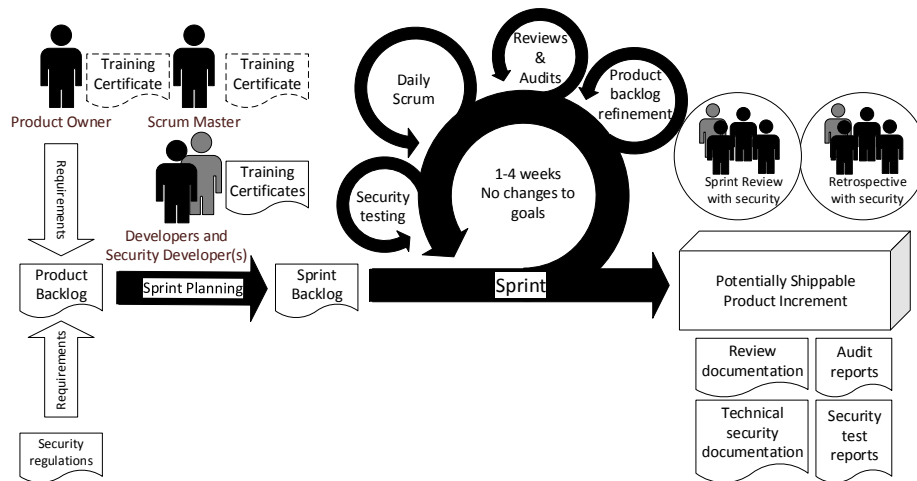 Training
Certificate
Product Owner
Training
Certificate
Scrum Master
Training
Certificates
Developers and
Security Developer(s)
Requirements
Product
Backlog
Requirements
Security
regulations
Sprint Planning
Sprint
Backlog
Security
testing
Daily
Scrum
Reviews
&
Audits
Product
backlog
refinement
1-4 weeks
No changes to
goals
Sprint
Sprint Review
with security
Retrospective
with security
Potentially Shippable
Product Increment
Review
documentation
Audit
reports
Technical
security
documentation
Security
test
reports